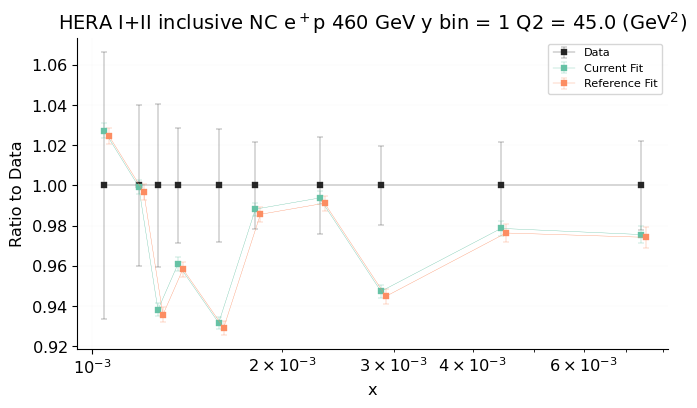 HERA I+II inclusive NC e⁺p 460 GeV y bin = 1 Q2 = 45.0 (GeV²)
Data
Current Fit
Reference Fit
Ratio to Data
1.06
1.04
1.02
1.00
0.98
0.96
0.94
0.92
10⁻³ 2 × 10⁻³ 3 × 10⁻³ 4 × 10⁻³ 6 × 10⁻³
x